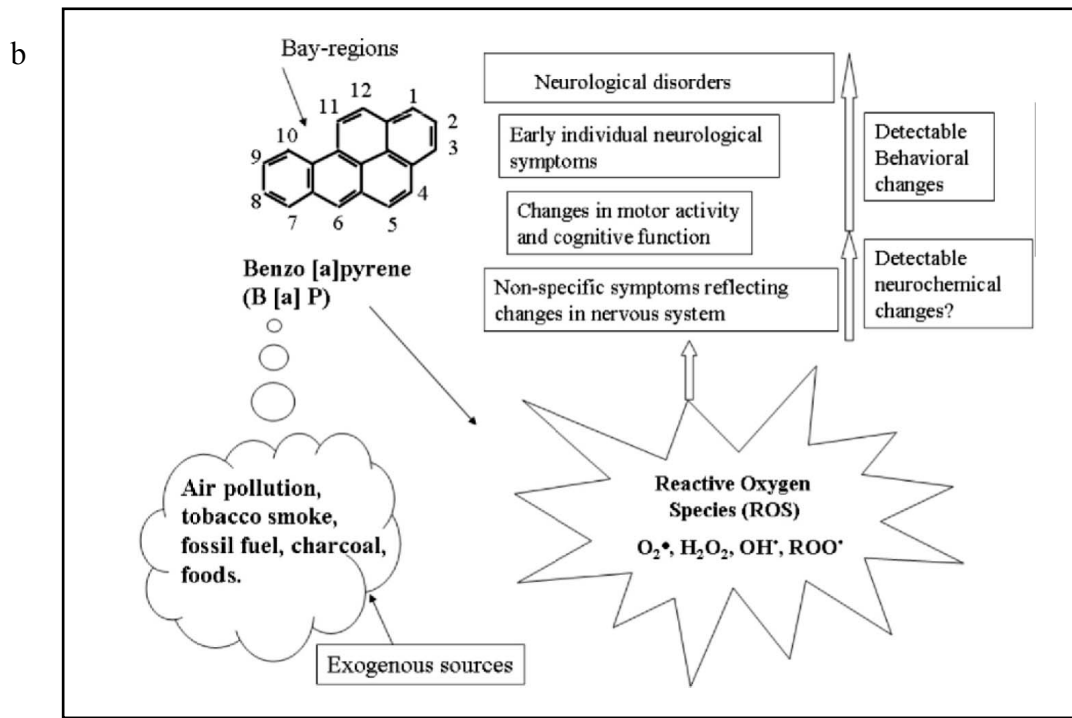 b
Bay-regions
12
1
11
2
10
3
9
4
8
7
6
5
Benzo [a]pyrene
(B [a] P)
Air pollution,
tobacco smoke,
fossil fuel, charcoal,
foods.
Exogenous sources
Neurological disorders
Early individual neurological
symptoms
Changes in motor activity
and cognitive function
Non-specific symptoms reflecting
changes in nervous system
Detectable
Behavioral
changes
Detectable
neurochemical
changes?
Reactive Oxygen
Species (ROS)
O₂•, H₂O₂, OH•, ROO•